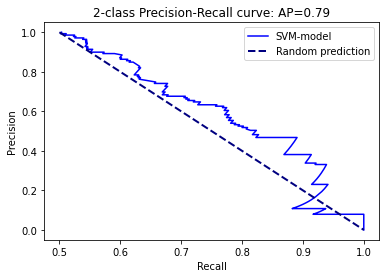 2-class Precision-Recall curve: AP=0.79
SVM-model
Random prediction
Precision
1.0
0.8
0.6
0.4
0.2
0.0
0.5
0.6
0.7
0.8
0.9
1.0
Recall